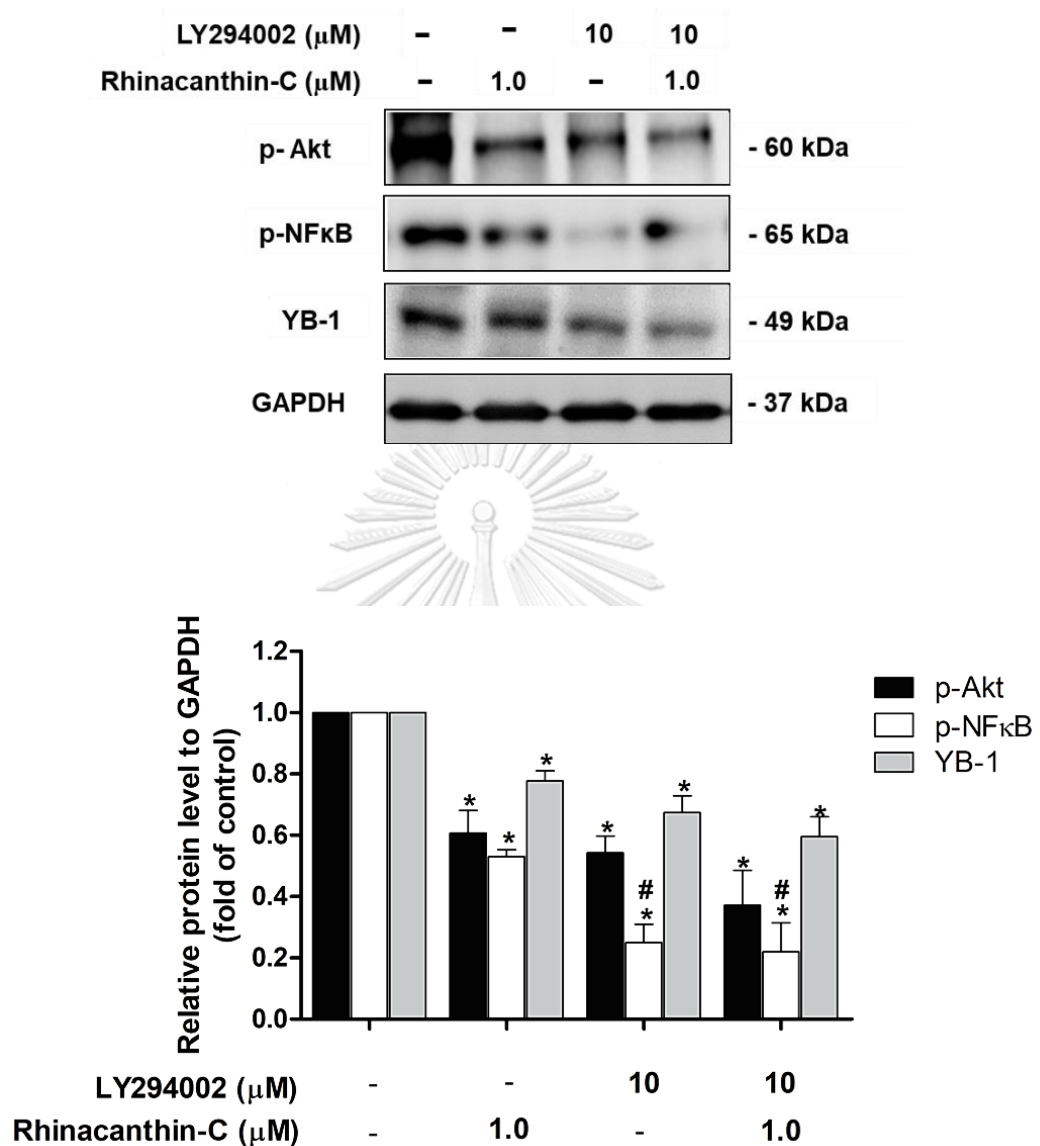 LY294002 (µM) - - 10 10
Rhinacanthin-C (µM) - 1.0 - 1.0
p- Akt - 60 kDa
p-NFκB - 65 kDa
YB-1 - 49 kDa
GAPDH - 37 kDa
Relative protein level to GAPDH
(fold of control)
1.2
1.0
0.8
0.6
0.4
0.2
0.0
* * *
* # * *
* # * *
p-Akt
p-NFκB
YB-1
LY294002 (µM) - - 10 10
Rhinacanthin-C (µM) - 1.0 - 1.0